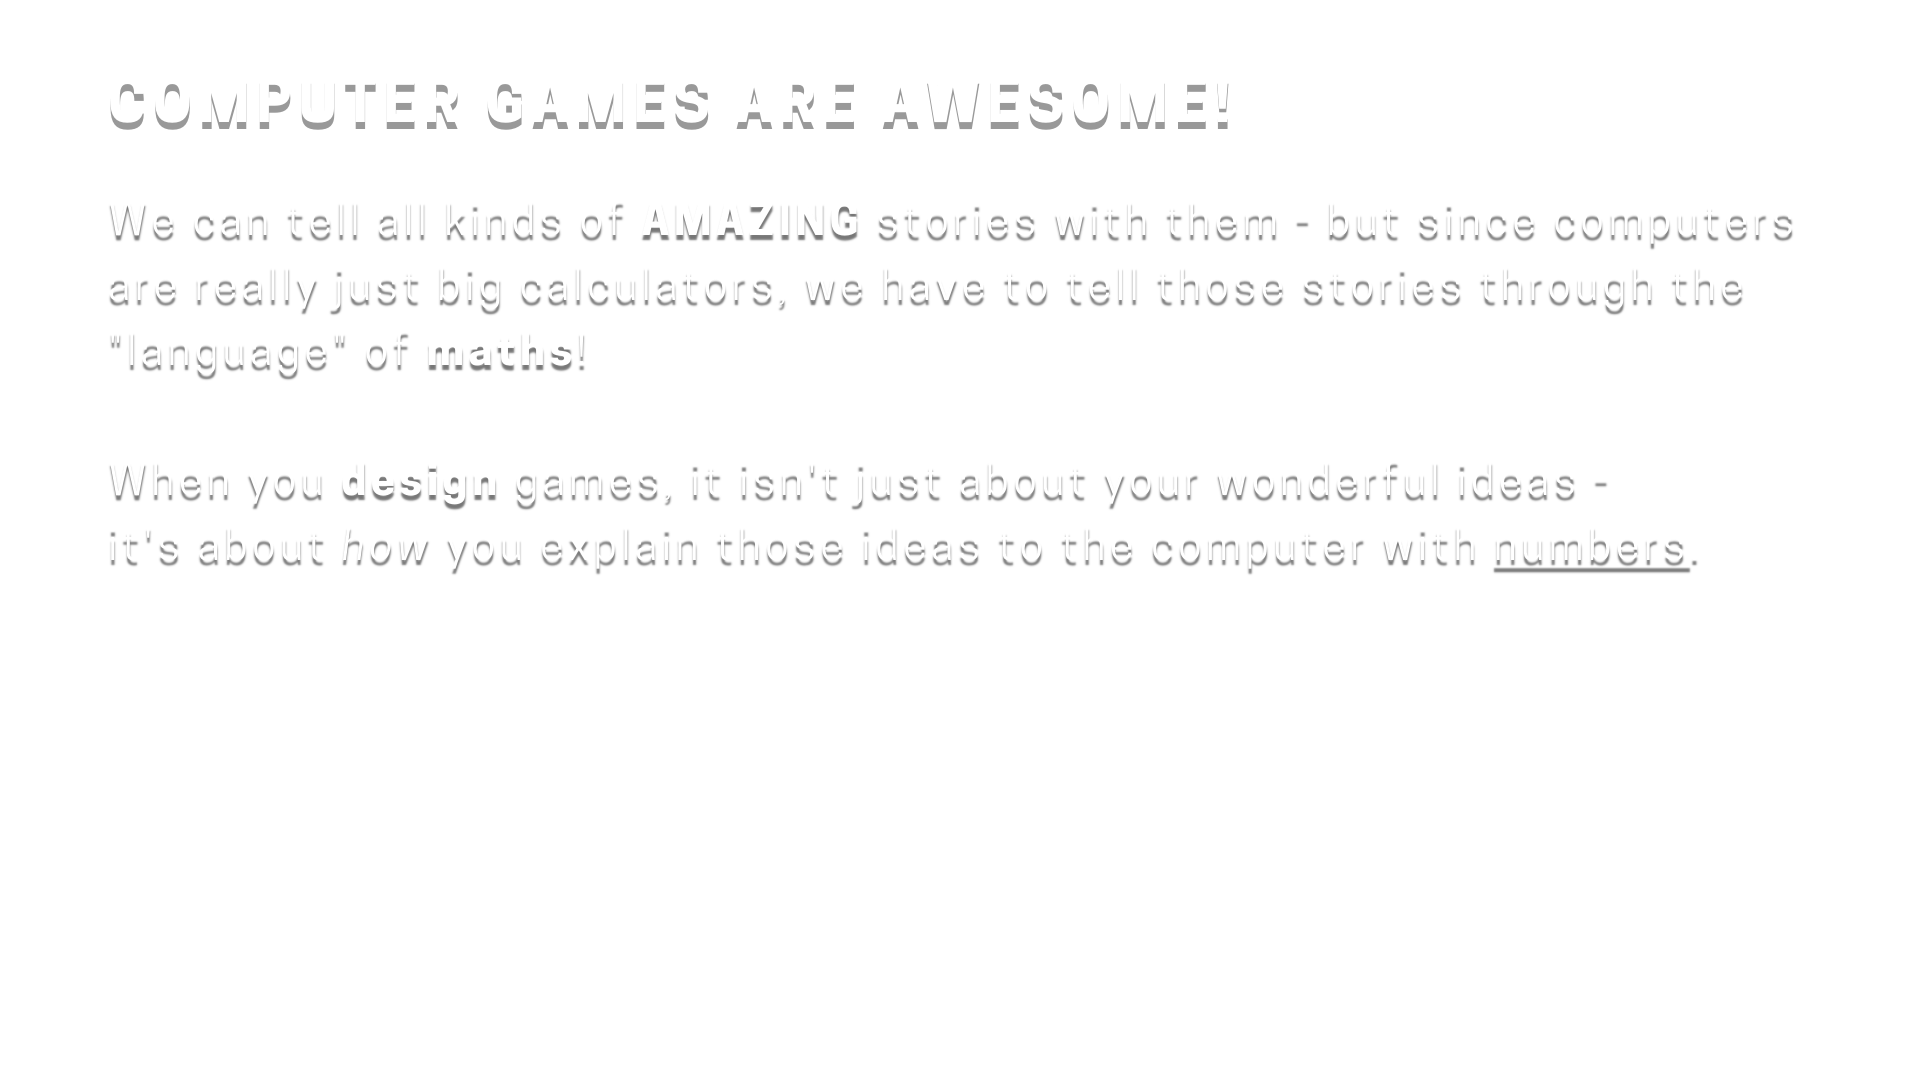 COMPUTER GAMES ARE AWESOME!
We can tell all kinds of AMAZING stories with them - but since computers
are really just big calculators, we have to tell those stories through the
"language" of maths!
When you design games, it isn't just about your wonderful ideas -
it's about how you explain those ideas to the computer with numbers.